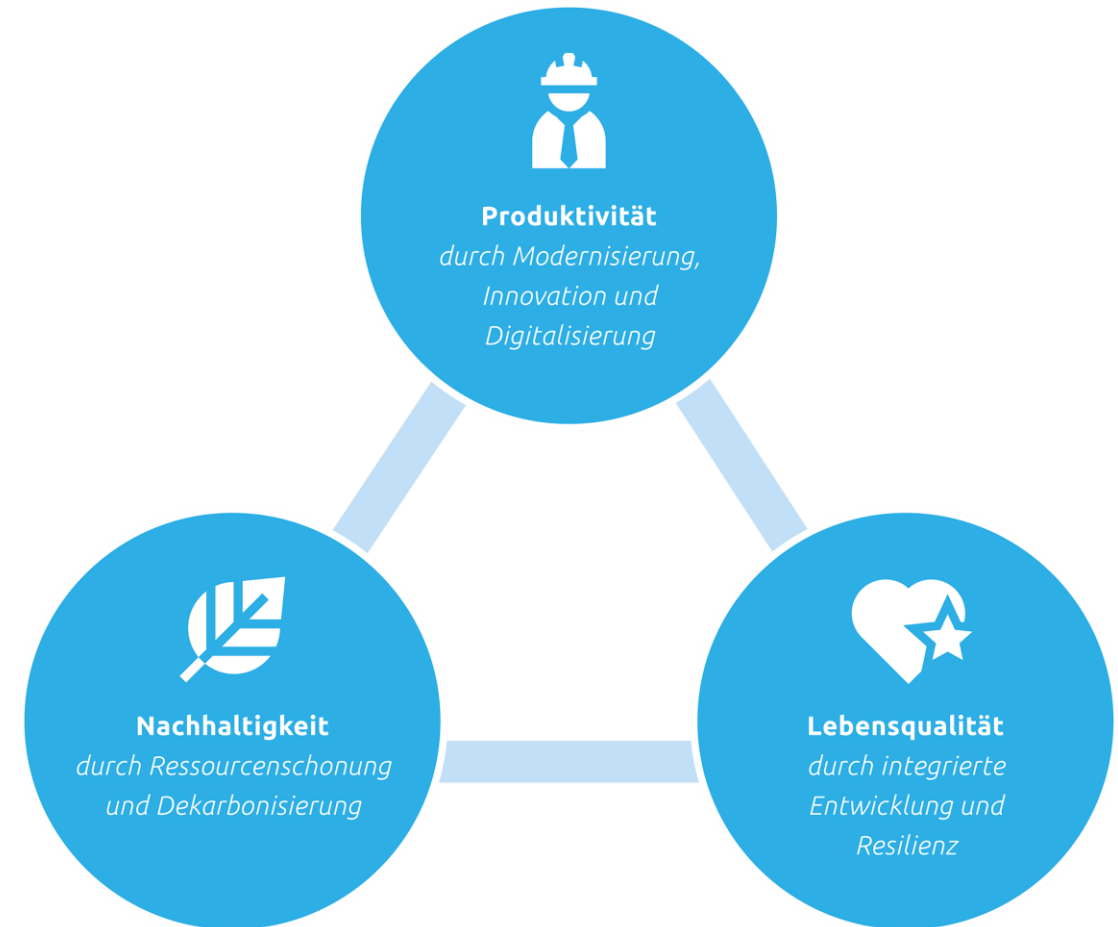 Produktivität
durch Modernisierung,
Innovation und
Digitalisierung
Nachhaltigkeit
durch Ressourcenschonung
und Dekarbonisierung
Lebensqualität
durch integrierte
Entwicklung und
Resilienz